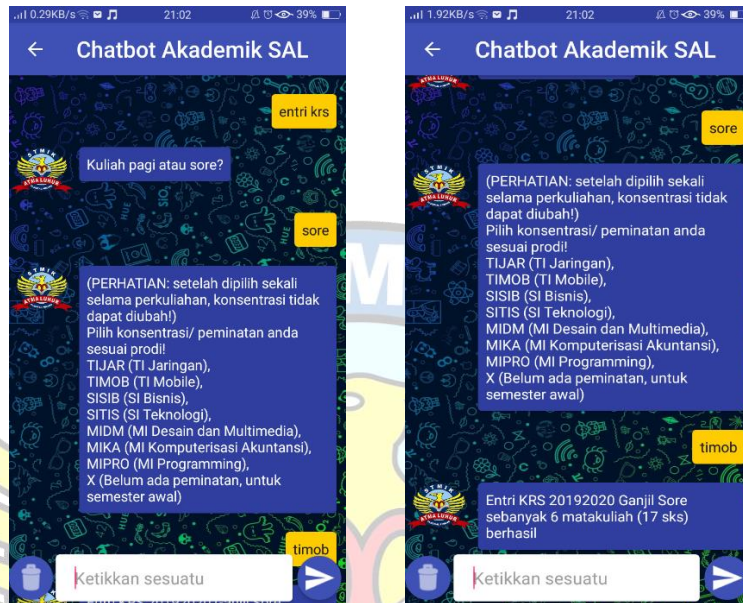 0.29KB/s
21:02
39%
Chatbot Akademik SAL
entri krs
Kuliah pagi atau sore?
sore
(PERHATIAN: setelah dipilih sekali
selama perkuliahan, konsentrasi tidak
dapat diubah!)
Pilih konsentrasi/ peminatan anda
sesuai prodi!
TIJAR (TI Jaringan),
TIMOB (TI Mobile),
SISIB (SI Bisnis),
SITIS (SI Teknologi),
MIDM (MI Desain dan Multimedia),
MIKA (MI Komputerisasi Akuntansi),
MIPRO (MI Programming),
X (Belum ada peminatan, untuk
semester awal)
timob
Ketikkan sesuatu
1.92KB/s
21:02
39%
Chatbot Akademik SAL
sore
(PERHATIAN: setelah dipilih sekali
selama perkuliahan, konsentrasi tidak
dapat diubah!)
Pilih konsentrasi/ peminatan anda
sesuai prodi!
TIJAR (TI Jaringan),
TIMOB (TI Mobile),
SISIB (SI Bisnis),
SITIS (SI Teknologi),
MIDM (MI Desain dan Multimedia),
MIKA (MI Komputerisasi Akuntansi),
MIPRO (MI Programming),
X (Belum ada peminatan, untuk
semester awal)
timob
Entri KRS 20192020 Ganjil Sore
sebanyak 6 matakuliah (17 sks)
berhasil
Ketikkan sesuatu